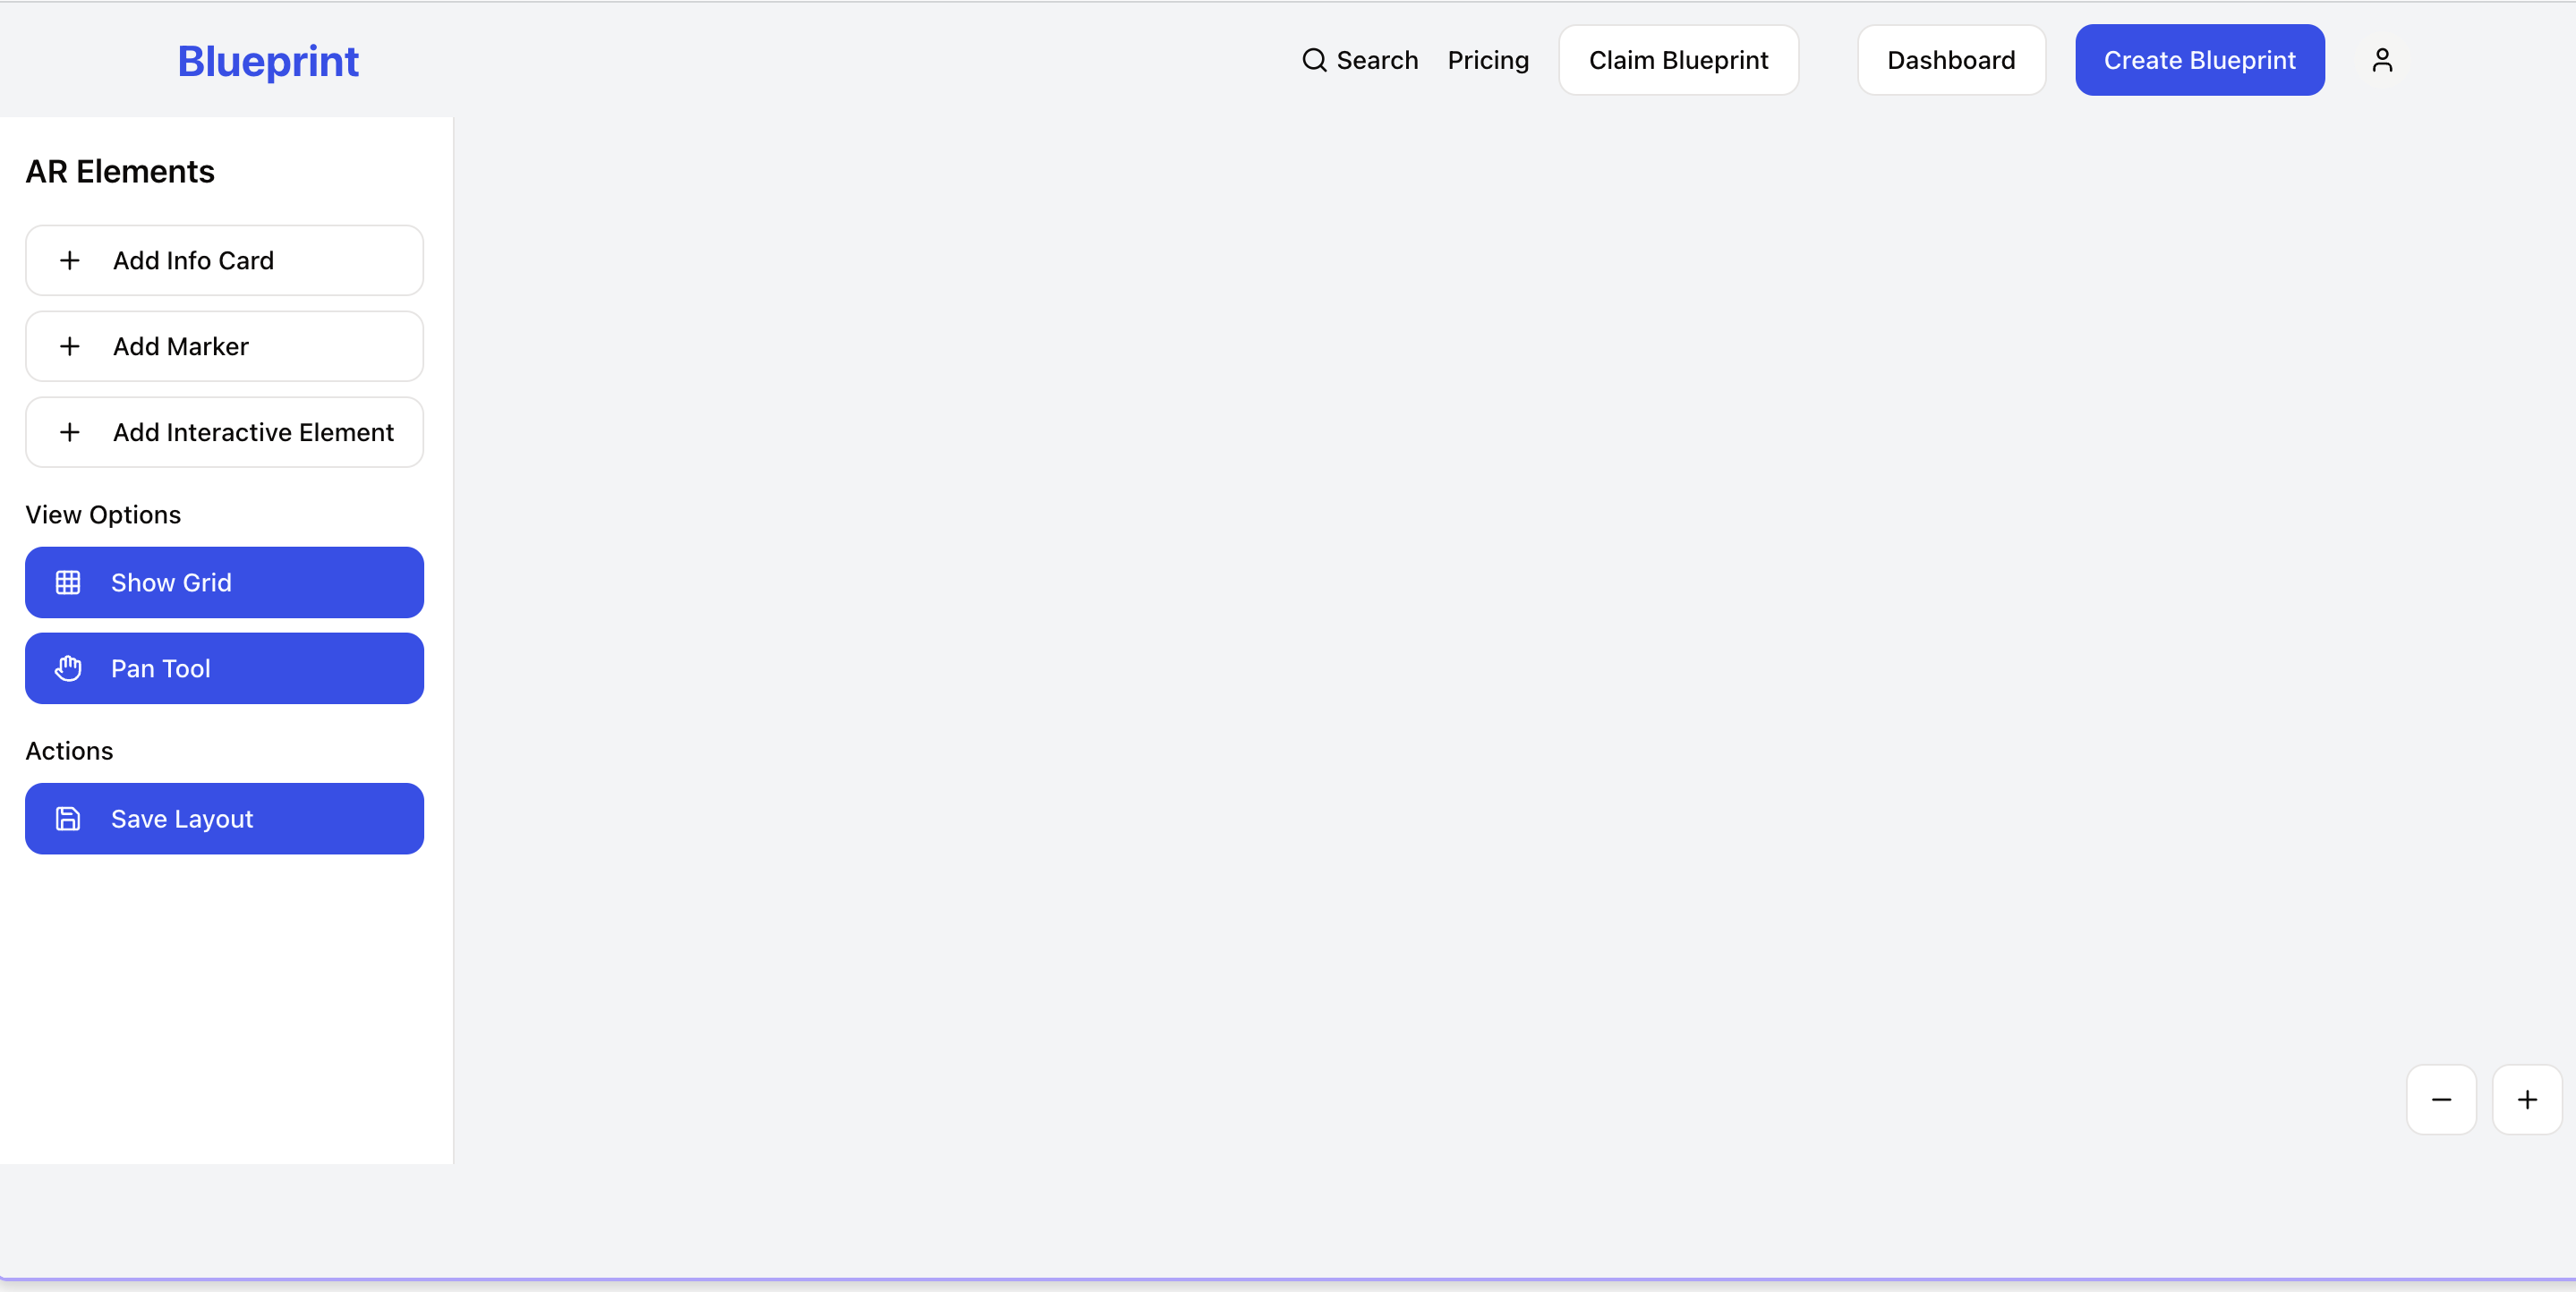 Blueprint
Search Pricing Claim Blueprint Dashboard Create Blueprint
AR Elements
Add Info Card
Add Marker
Add Interactive Element
View Options
Show Grid
Pan Tool
Actions
Save Layout